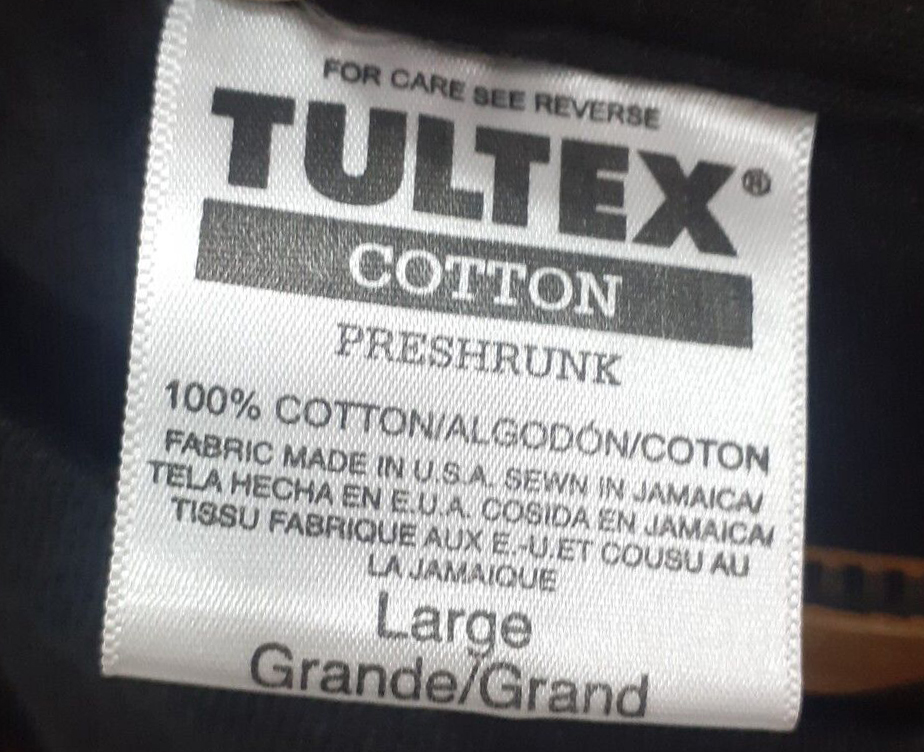 FOR CARE SEE REVERSE
TULTEX®
COTTON
PRESHRUNK
100% COTTON/ALGODÓN/COTON
FABRIC MADE IN U.S.A. SEWN IN JAMAICA/
TELA HECHA EN E.U.A. COSIDA EN JAMAICA/
TISSU FABRIQUE AUX E.-U.ET COUSU AU
LA JAMAIQUE
Large
Grande/Grand